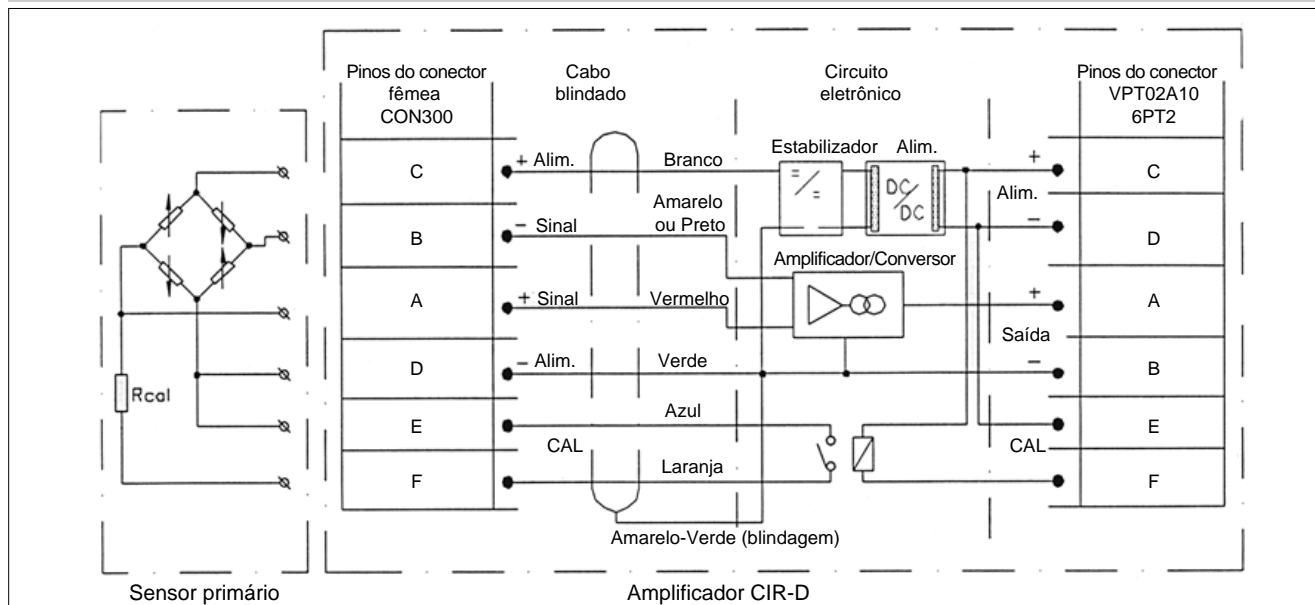 Pinos do conector
fêmea
CON300
Cabo
blindado
Circuito
eletrônico
Pinos do conector
VPT02A10
6PT2
Estabilizador
Alim.
C
+ Alim.
Branco
=/=
DC/DC
+
C
Alim.
B
− Sinal
Amarelo
ou Preto
−
D
Amplificador/Conversor
A
+ Sinal
Vermelho
+
A
Saída
D
− Alim.
Verde
−
B
E
Azul
E
CAL
CAL
F
Laranja
F
Rcal
Amarelo-Verde (blindagem)
Sensor primário
Amplificador CIR-D